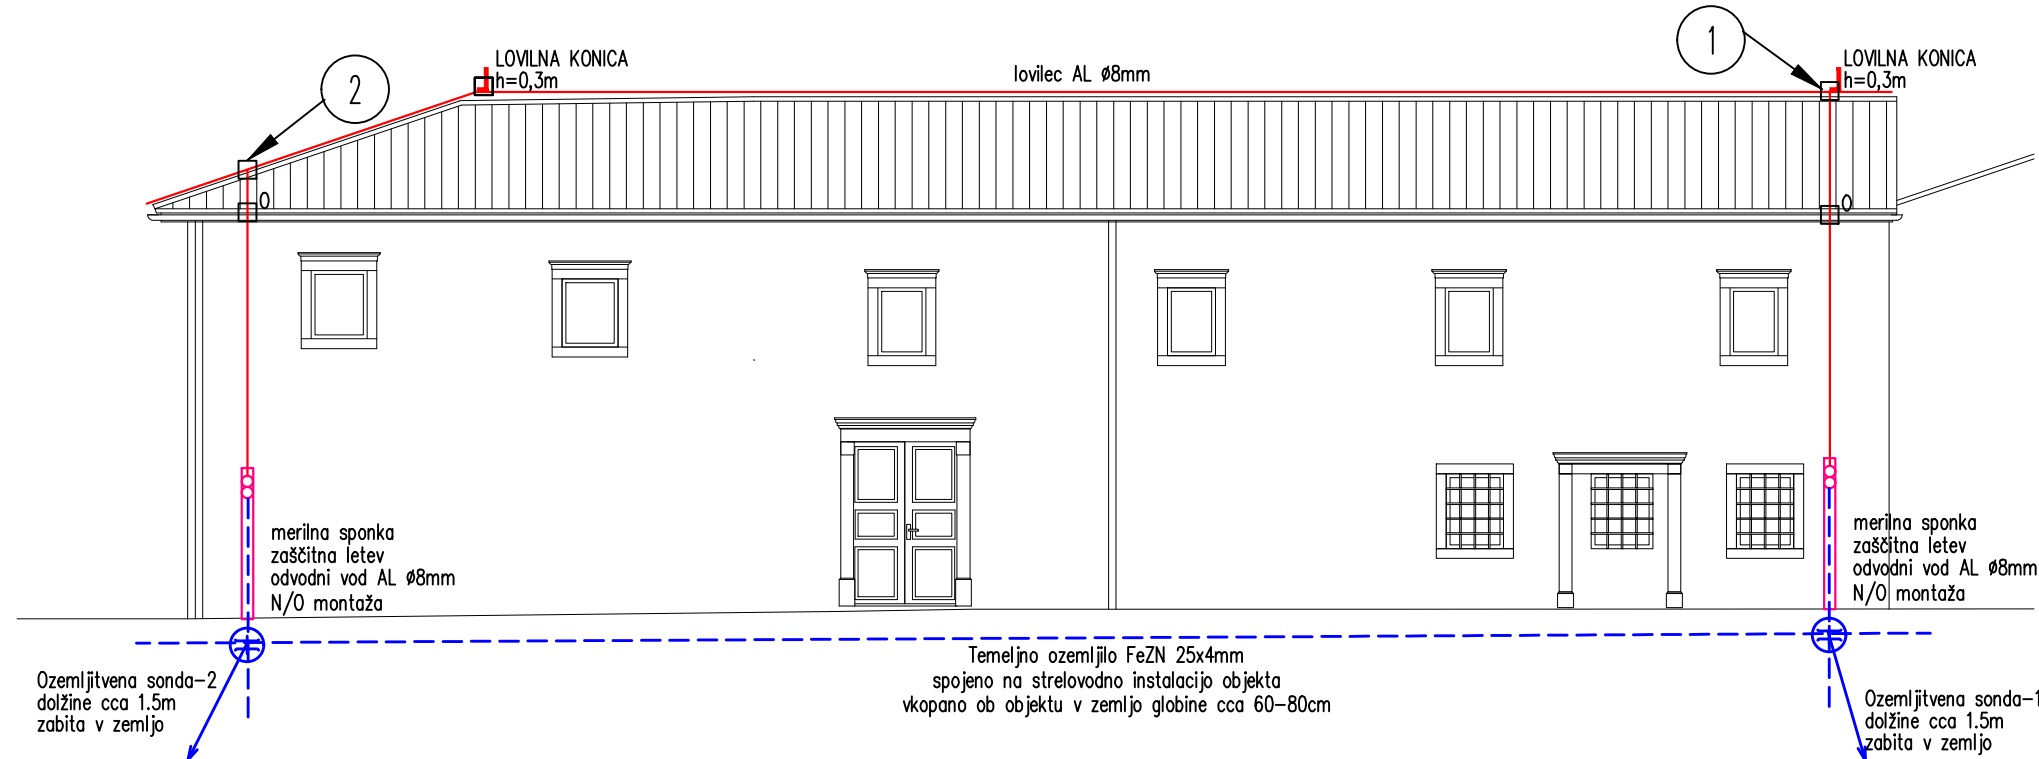 LOVILNA KONICA
h=0,3m
2
lovilec AL ø8mm
1
LOVILNA KONICA
h=0,3m
O
O
merilna sponka
zaščitna letev
odvodni vod AL ø8mm
N/O montaža
merilna sponka
zaščitna letev
odvodni vod AL ø8mm
N/O montaža
Temeljno ozemljilo FeZN 25x4mm
spojeno na strelovodno instalacijo objekta
vkopano ob objektu v zemljo globine cca 60-80cm
Ozemljitvena sonda-2
dolžine cca 1.5m
zabita v zemljo
Ozemljitvena sonda-1
dolžine cca 1.5m
zabita v zemljo